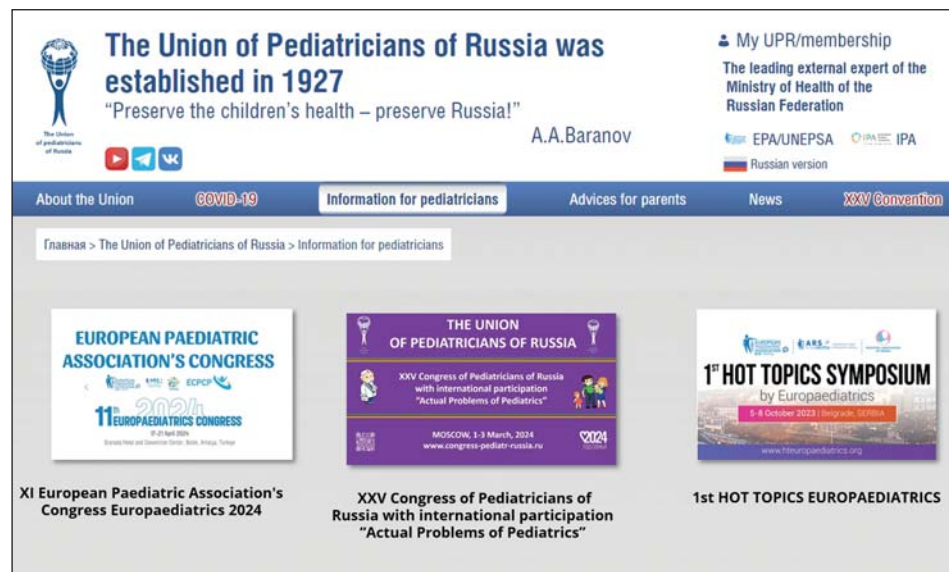 The Union of Pediatricians of Russia was
established in 1927
“Preserve the children’s health – preserve Russia!”
A.A.Baranov
The Union
of pediatricians
of Russia
My UPR/membership
The leading external expert of the
Ministry of Health of the
Russian Federation
EPA/UNEPSA
IPA IPA
Russian version
About the Union
COVID-19
Information for pediatricians
Advices for parents
News
XXV Convention
Главная > The Union of Pediatricians of Russia > Information for pediatricians
EUROPEAN PAEDIATRIC
ASSOCIATION'S CONGRESS
ECPCP
2024
11th EUROPAEDIATRICS CONGRESS
17-21 April 2024
XI European Paediatric Association's
Congress Europaediatrics 2024
THE UNION
OF PEDIATRICIANS OF RUSSIA
XXV Congress of Pediatricians of Russia
with international participation
“Actual Problems of Pediatrics”
MOSCOW, 1-3 March, 2024
www.congress-pediatr-russia.ru
2024
XXV Congress of Pediatricians of
Russia with international participation
“Actual Problems of Pediatrics”
1ST HOT TOPICS SYMPOSIUM
by Europaediatrics
5-8 October 2023 | Belgrade, SERBIA
www.hteuropaediatrics.org
1st HOT TOPICS EUROPAEDIATRICS